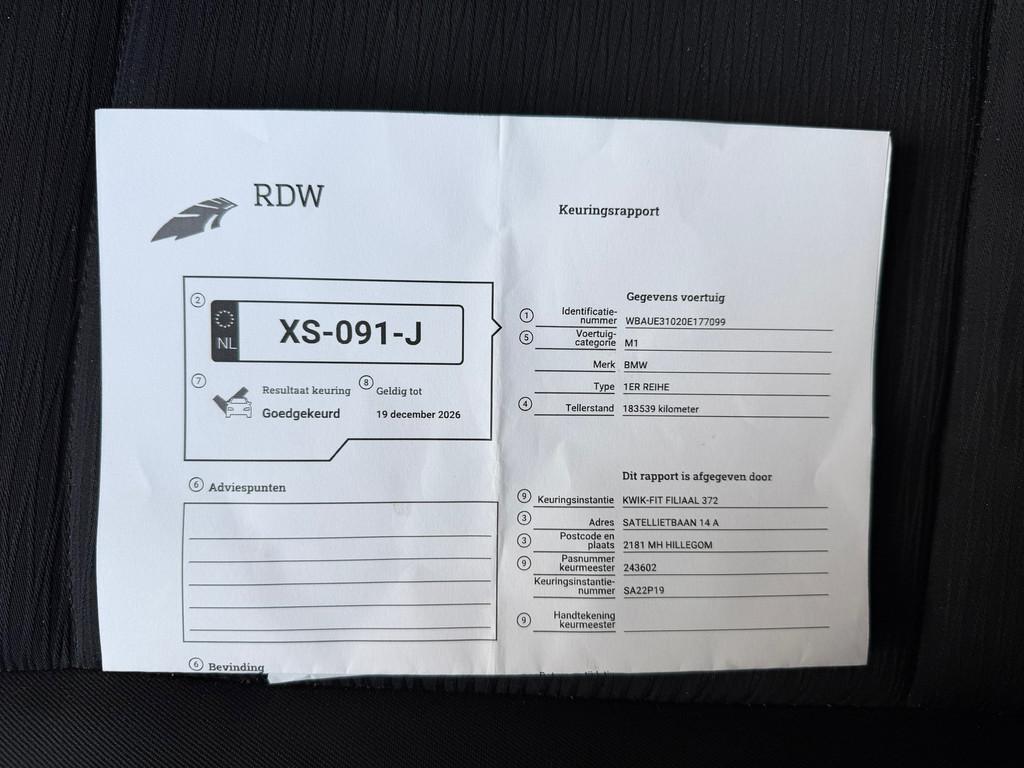 RDW
Keuringsrapport
2
NL
XS-091-J
7
Resultaat keuring
Goedgekeurd
8
Geldig tot
19 december 2026
6 Adviespunten
6 Bevinding
Gegevens voertuig
1 Identificatie-
nummer WBAUE31020E177099
5 Voertuig-
categorie M1
Merk BMW
Type 1ER REIHE
4 Tellerstand 183539 kilometer
Dit rapport is afgegeven door
9 Keuringsinstantie KWIK-FIT FILIAAL 372
3 Adres SATELLIETBAAN 14 A
3 Postcode en
plaats 2181 MH HILLEGOM
9 Pasnummer
keurmeester 243602
Keuringsinstantie-
nummer SA22P19
9 Handtekening
keurmeester